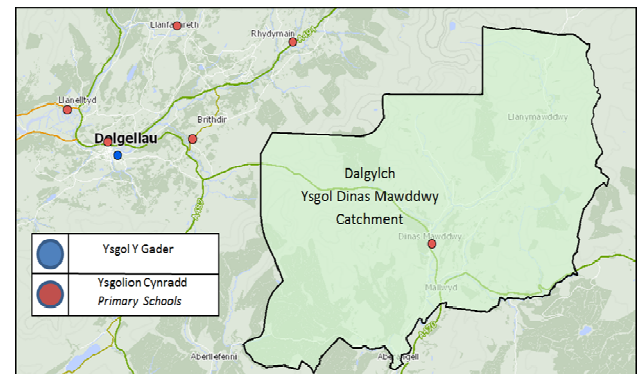 Llanfachreth
Rhydymain
Llanelltyd
Brithdir
Dolgellau
Llanymawddwy
Dalgylch
Ysgol Dinas Mawddwy
Catchment
Dinas Mawddwy
Ysgol Y Gader
Ysgolion Cynradd
Primary Schools
Mallwyd
Aberllefenni